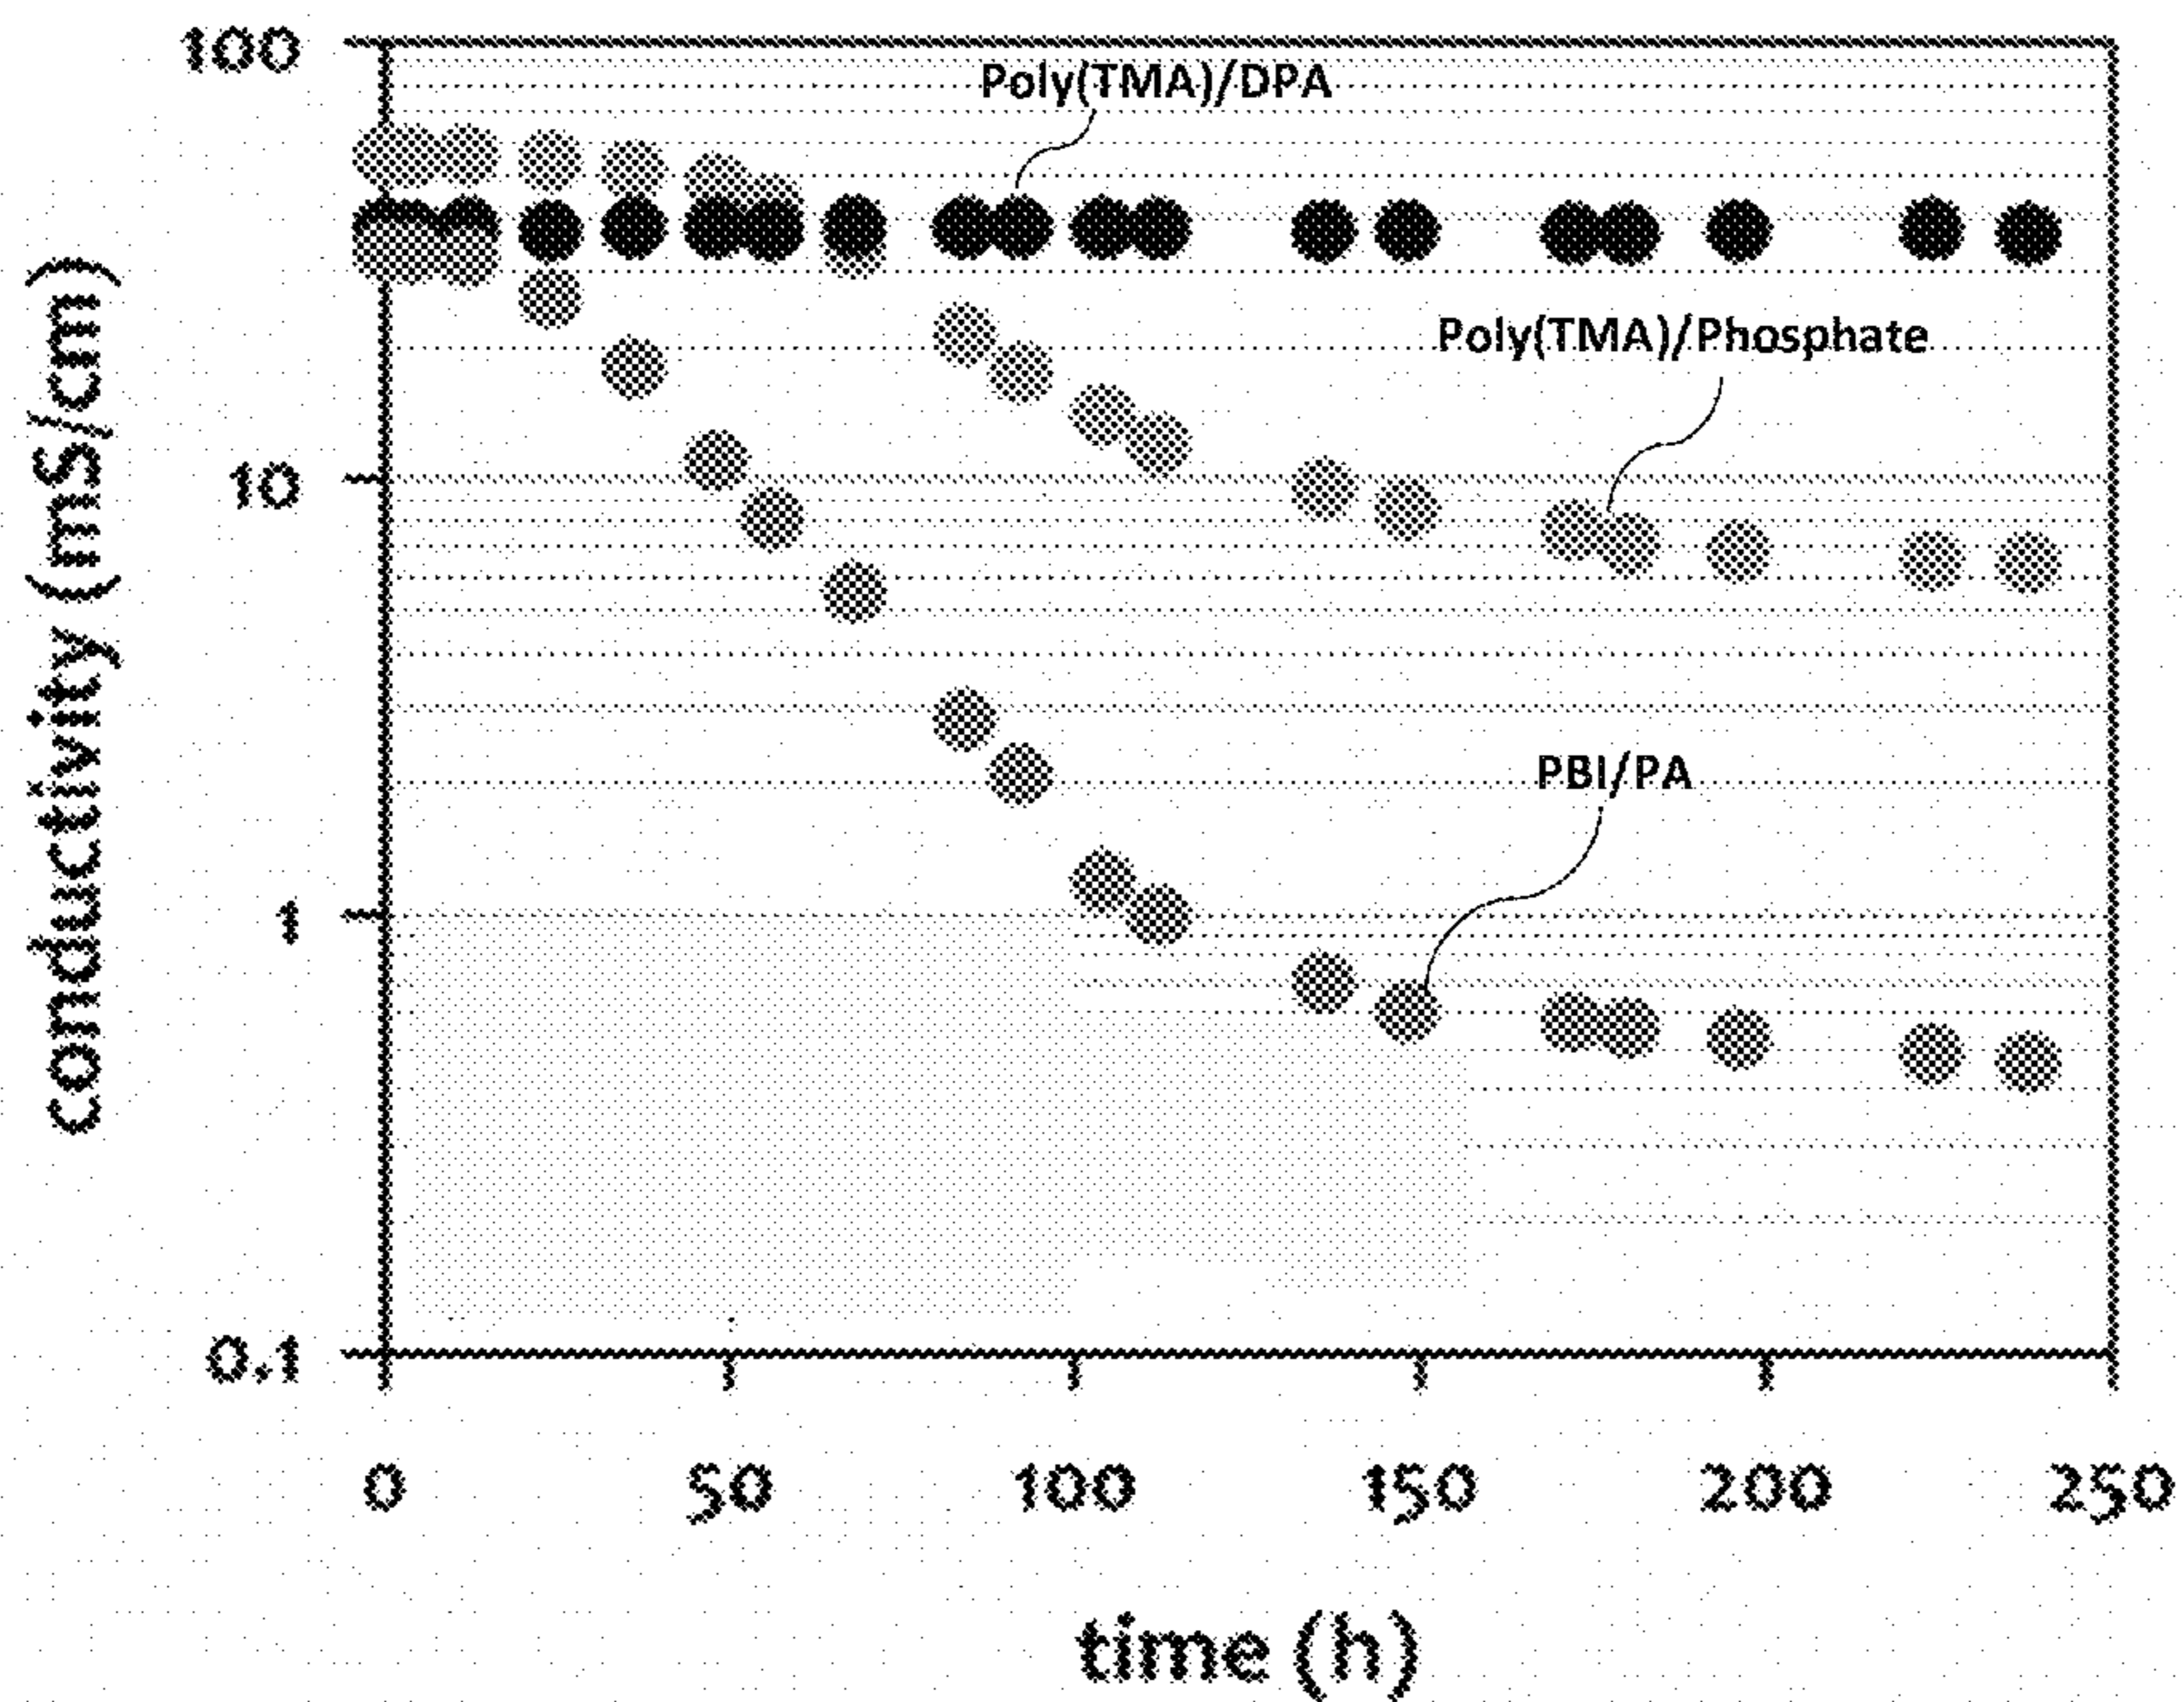 100
Poly(TMA)/DPA
Poly(TMA)/Phosphate
10
PBI/PA
1
0.1
conductivity (mS/cm)
0 50 100 150 200 250
time (h)